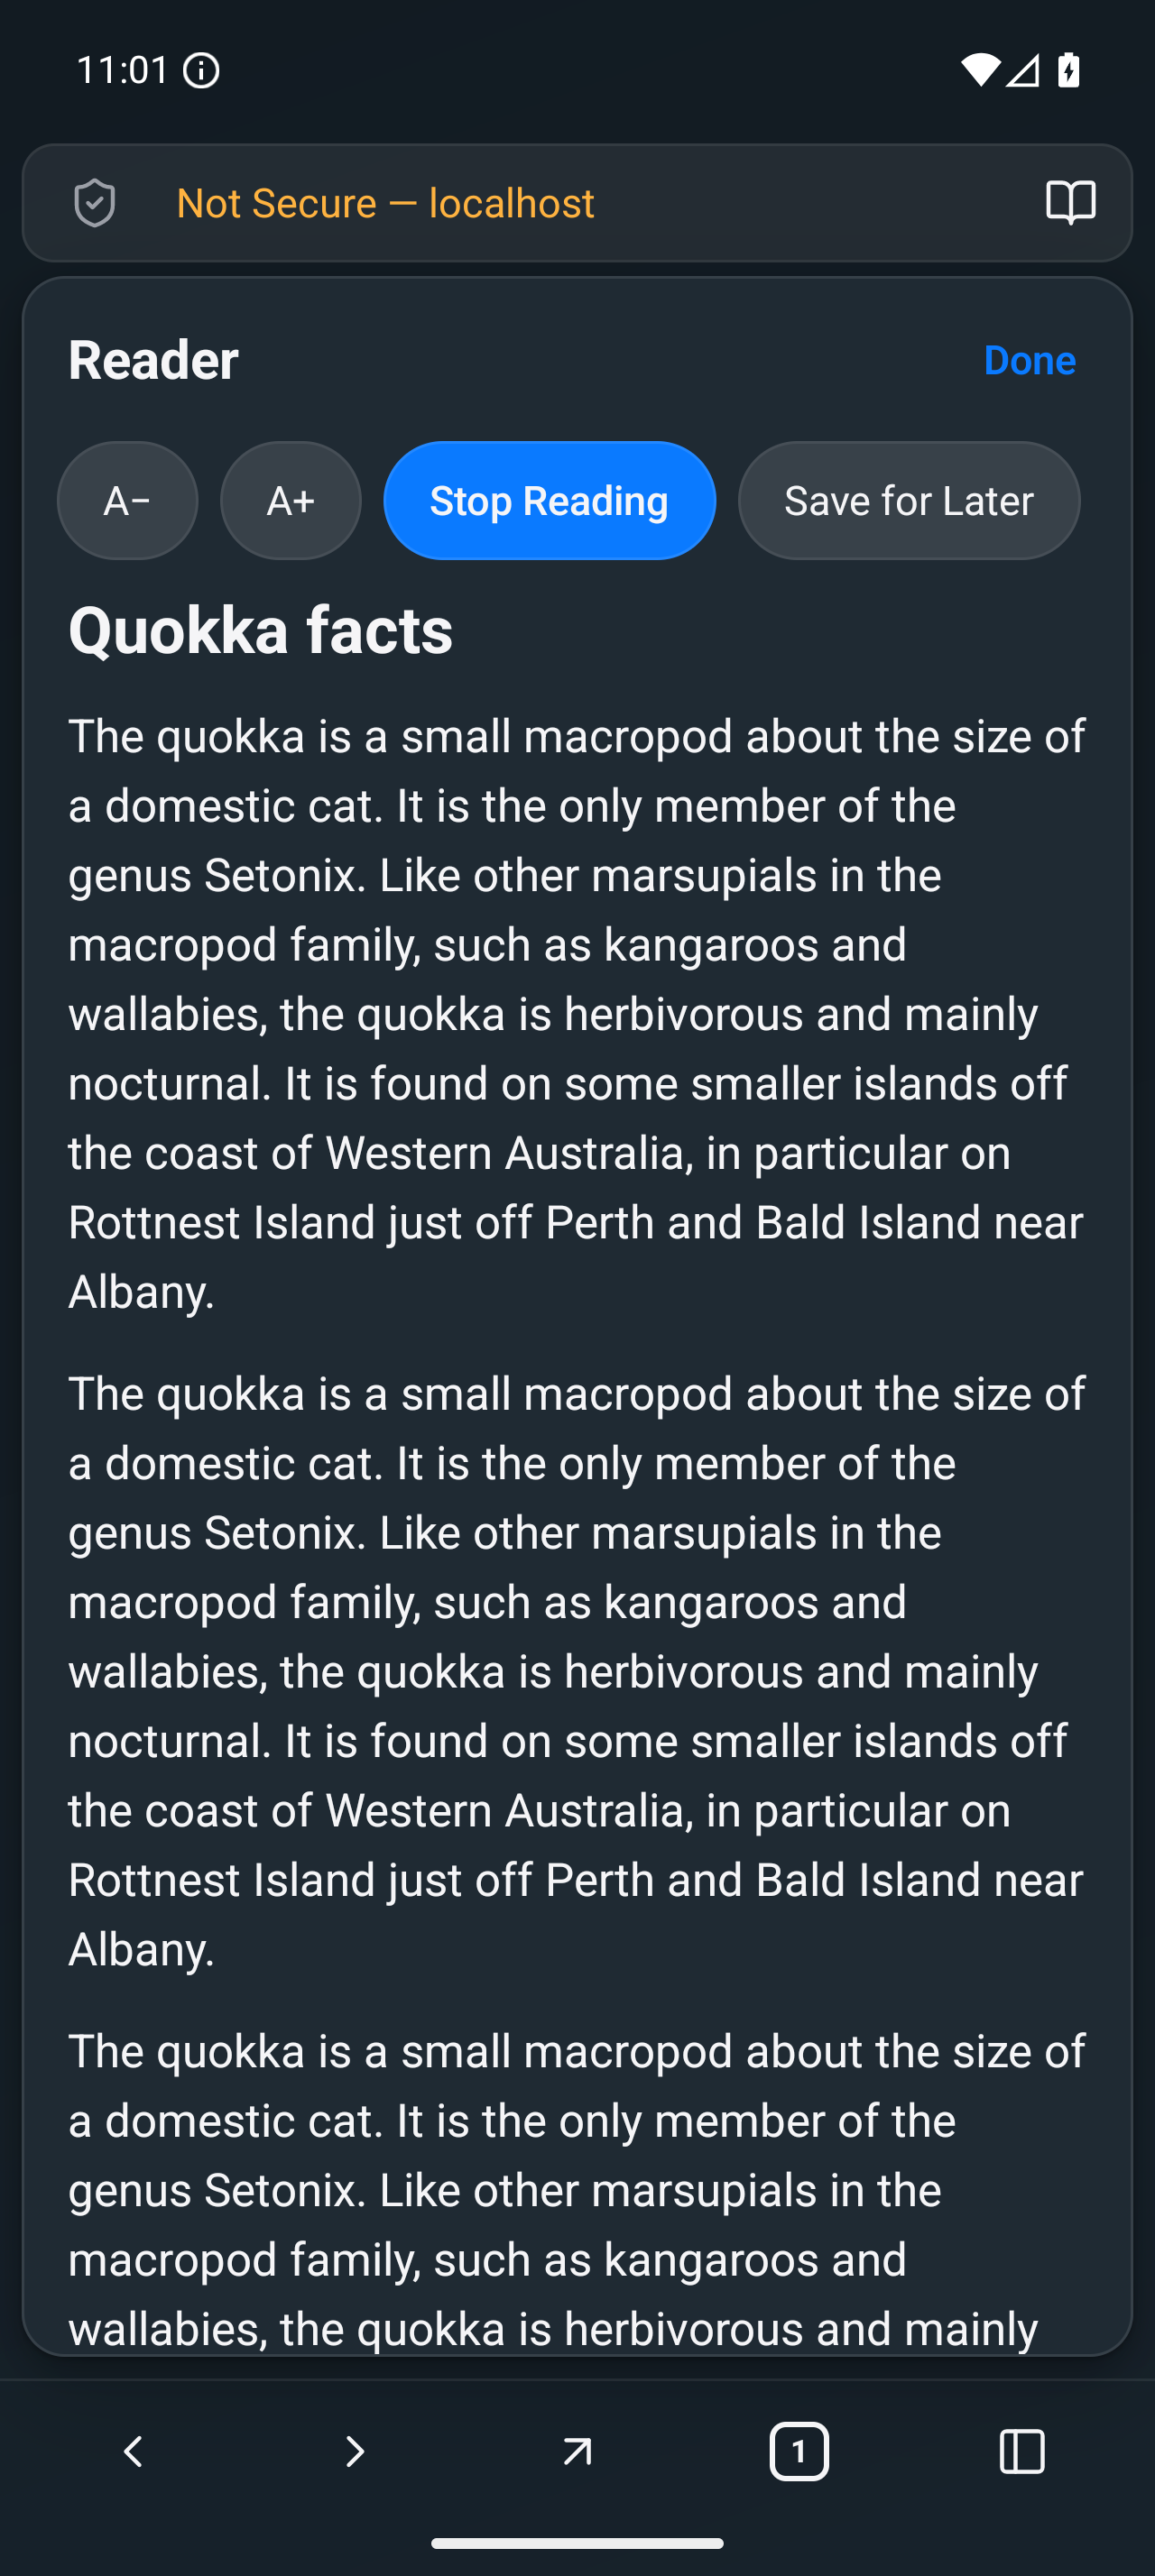 11:01
Not Secure — localhost
Reader
Done
A−
A+
Stop Reading
Save for Later
Quokka facts
The quokka is a small macropod about the size of
a domestic cat. It is the only member of the
genus Setonix. Like other marsupials in the
macropod family, such as kangaroos and
wallabies, the quokka is herbivorous and mainly
nocturnal. It is found on some smaller islands off
the coast of Western Australia, in particular on
Rottnest Island just off Perth and Bald Island near
Albany.
The quokka is a small macropod about the size of
a domestic cat. It is the only member of the
genus Setonix. Like other marsupials in the
macropod family, such as kangaroos and
wallabies, the quokka is herbivorous and mainly
nocturnal. It is found on some smaller islands off
the coast of Western Australia, in particular on
Rottnest Island just off Perth and Bald Island near
Albany.
The quokka is a small macropod about the size of
a domestic cat. It is the only member of the
genus Setonix. Like other marsupials in the
macropod family, such as kangaroos and
wallabies, the quokka is herbivorous and mainly
1